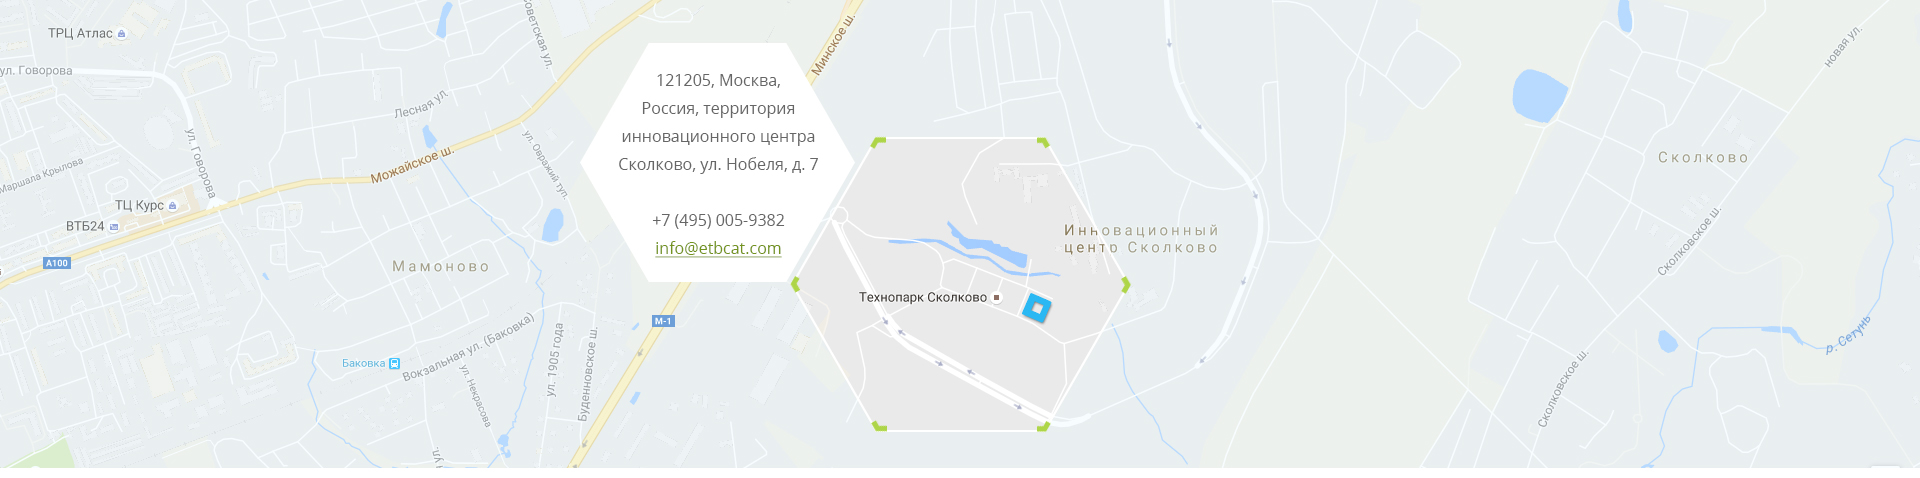 ТРЦ Атлас
ул. Говорова
Советская ул.
Минское ш.
новая ул.
Лесная ул.
ул. Говорова
Маршала Крылова
Можайское ш.
ул. Овражий туп.
ТЦ Курс
ВТБ24
А100
Мамоново
121205, Москва,
Россия, территория
инновационного центра
Сколково, ул. Нобеля, д. 7
+7 (495) 005-9382
info@etbcat.com
Инновационный
центр Сколково
Сколково
Сколковское ш.
Технопарк Сколково
М-1
Баковка
Вокзальная ул. (Баковка)
ул. Некрасова
ул. 1905 года
Буденновское ш.
ул.
р. Сетунь
Сколковское ш.